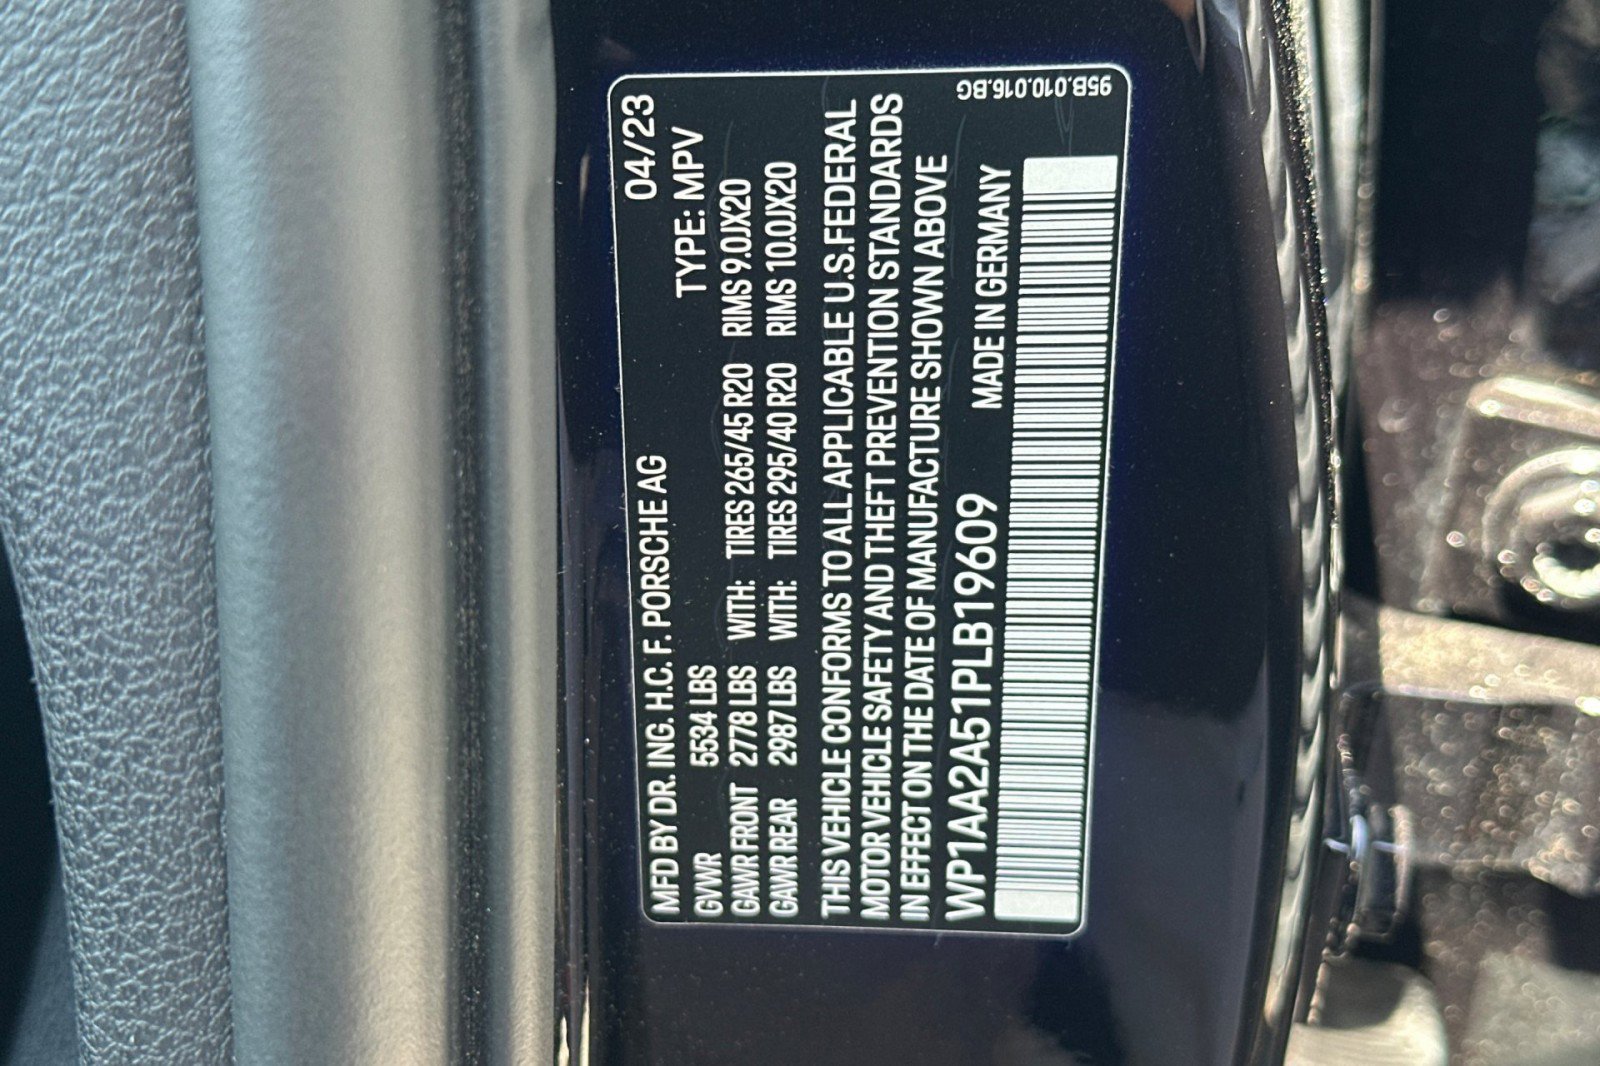 MFD BY DR. ING. H.C. F. PORSCHE AG 04/23
GVWR 5534 LBS TYPE: MPV
GAWR FRONT 2778 LBS WITH: TIRES 265/45 R20 RIMS 9.0JX20
GAWR REAR 2987 LBS WITH: TIRES 295/40 R20 RIMS 10.0JX20
THIS VEHICLE CONFORMS TO ALL APPLICABLE U.S. FEDERAL
MOTOR VEHICLE SAFETY AND THEFT PREVENTION STANDARDS
IN EFFECT ON THE DATE OF MANUFACTURE SHOWN ABOVE
WP1AA2A51PLB19609 MADE IN GERMANY
95B.010.016.BG